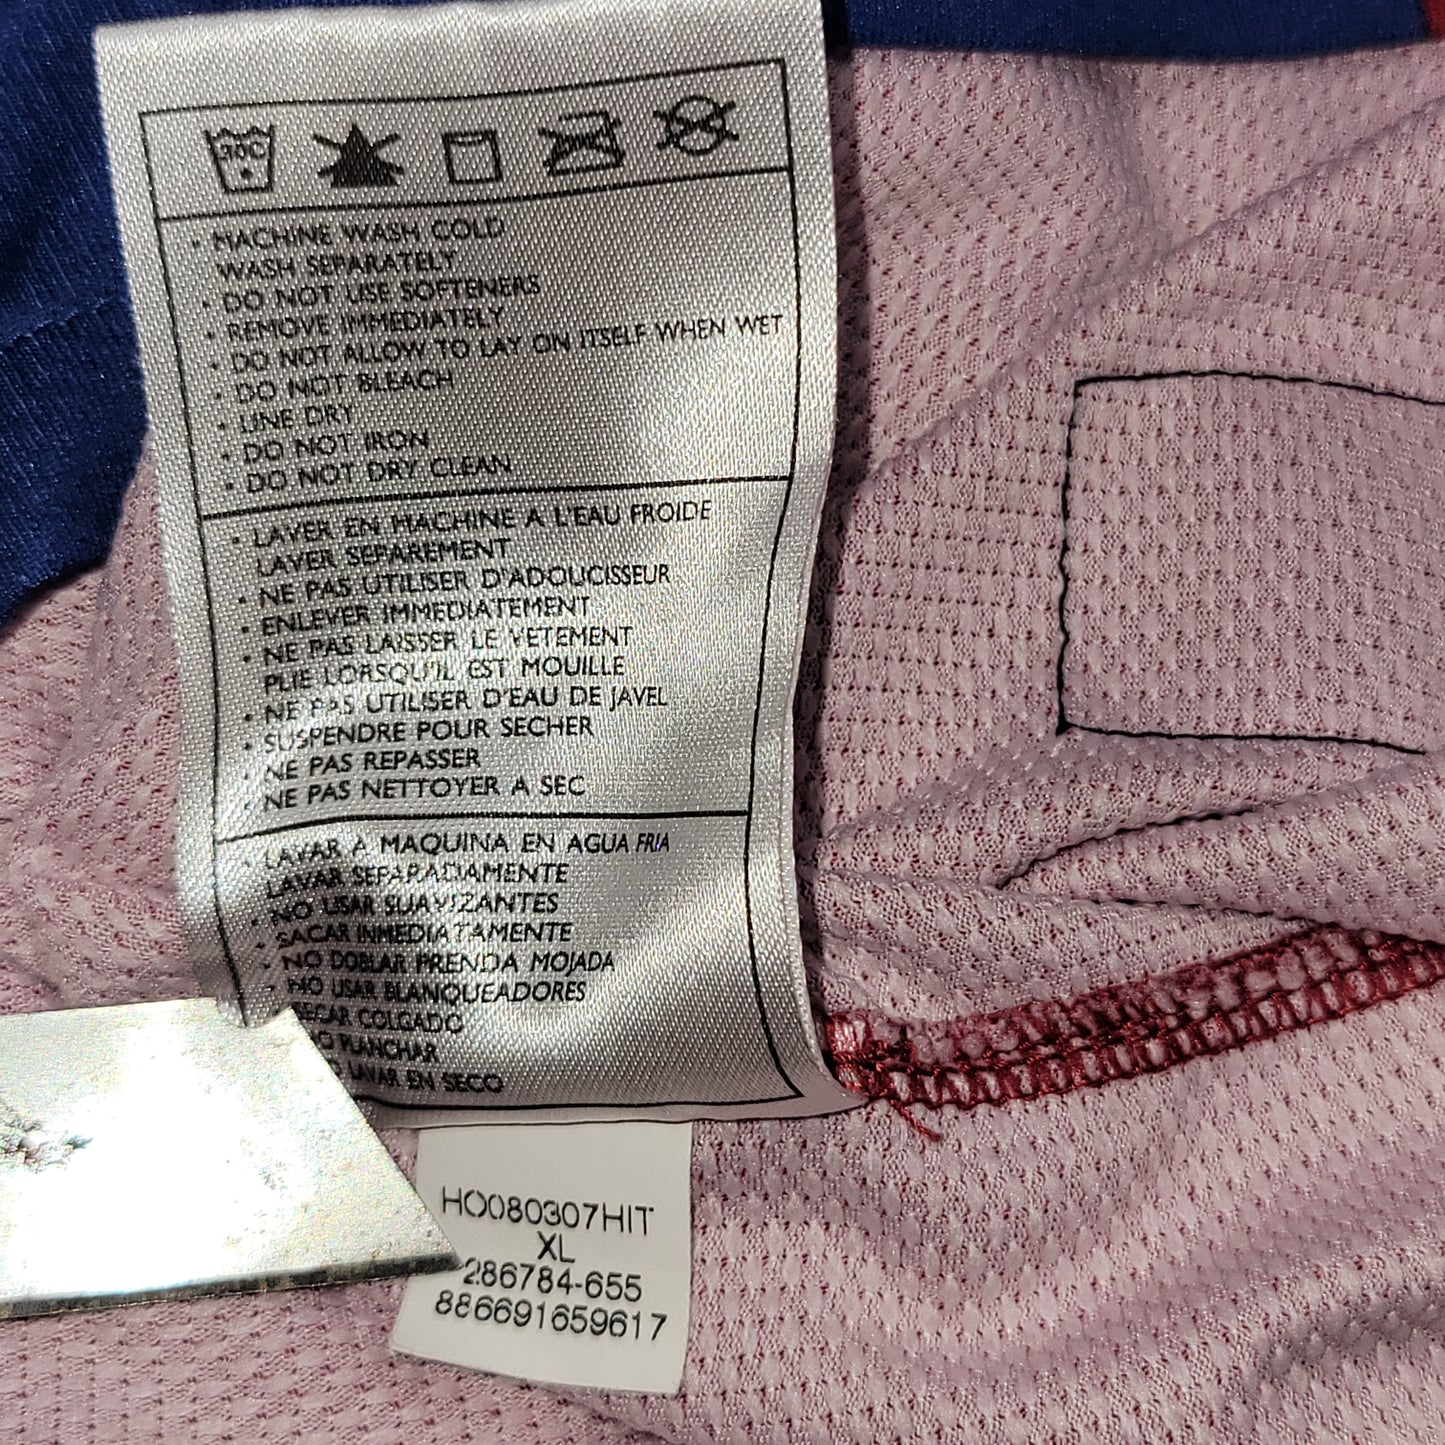 30C
• MACHINE WASH COLD
WASH SEPARATELY
• DO NOT USE SOFTENERS
• REMOVE IMMEDIATELY
• DO NOT ALLOW TO LAY ON ITSELF WHEN WET
• DO NOT BLEACH
• LINE DRY
• DO NOT IRON
• DO NOT DRY CLEAN
• LAVER EN MACHINE A L'EAU FROIDE
LAVER SEPAREMENT
• NE PAS UTILISER D'ADOUCISSEUR
• ENLEVER IMMEDIATEMENT
• NE PAS LAISSER LE VETEMENT
PLIE LORSQU'IL EST MOUILLE
• NE PAS UTILISER D'EAU DE JAVEL
• SUSPENDRE POUR SECHER
• NE PAS REPASSER
• NE PAS NETTOYER A SEC
• LAVAR A MAQUINA EN AGUA FRIA
LAVAR SEPARADAMENTE
• NO USAR SUAVIZANTES
• SACAR INMEDIATAMENTE
• NO DOBLAR PRENDA MOJADA
• NO USAR BLANQUEADORES
SECAR COLGADO
NO PLANCHAR
NO LAVAR EN SECO
HO080307HIT
XL
286784-655
886691659617